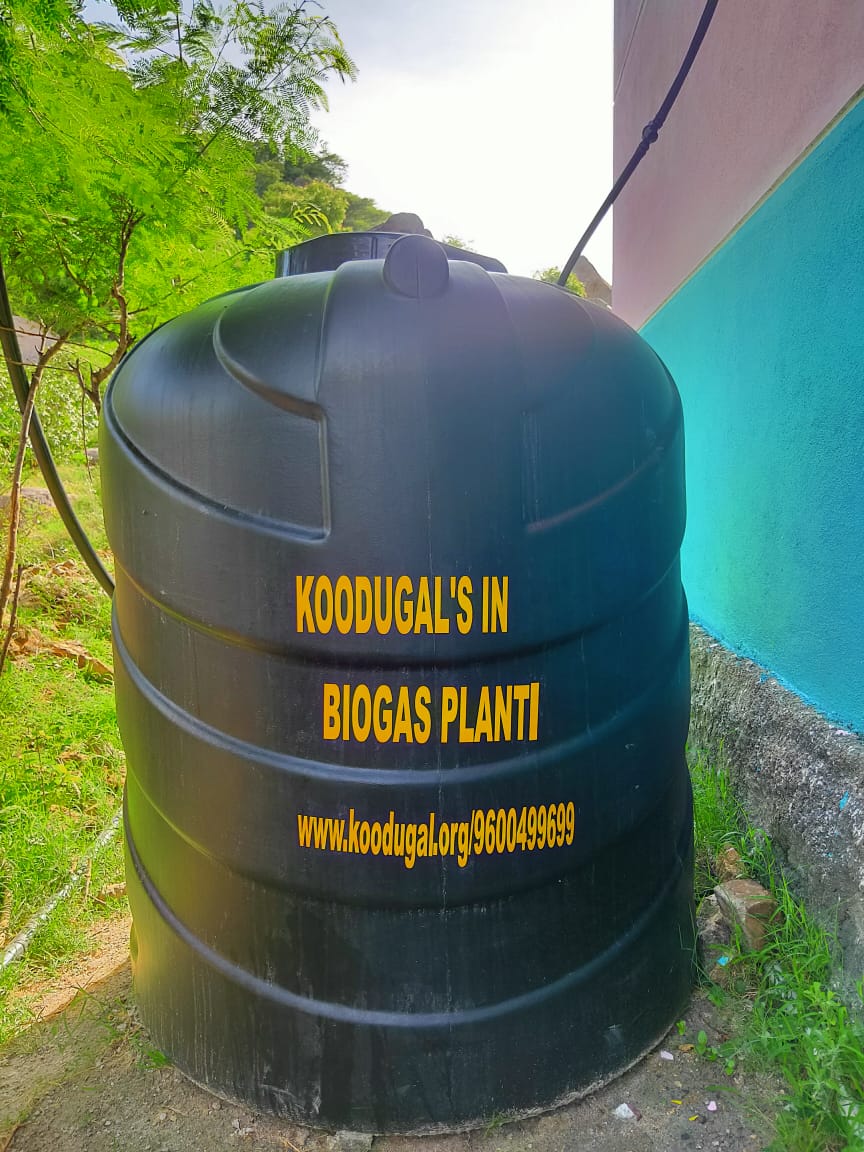 KOODUGAL'S IN
BIOGAS PLANTI
www.koodugal.org/9600499699